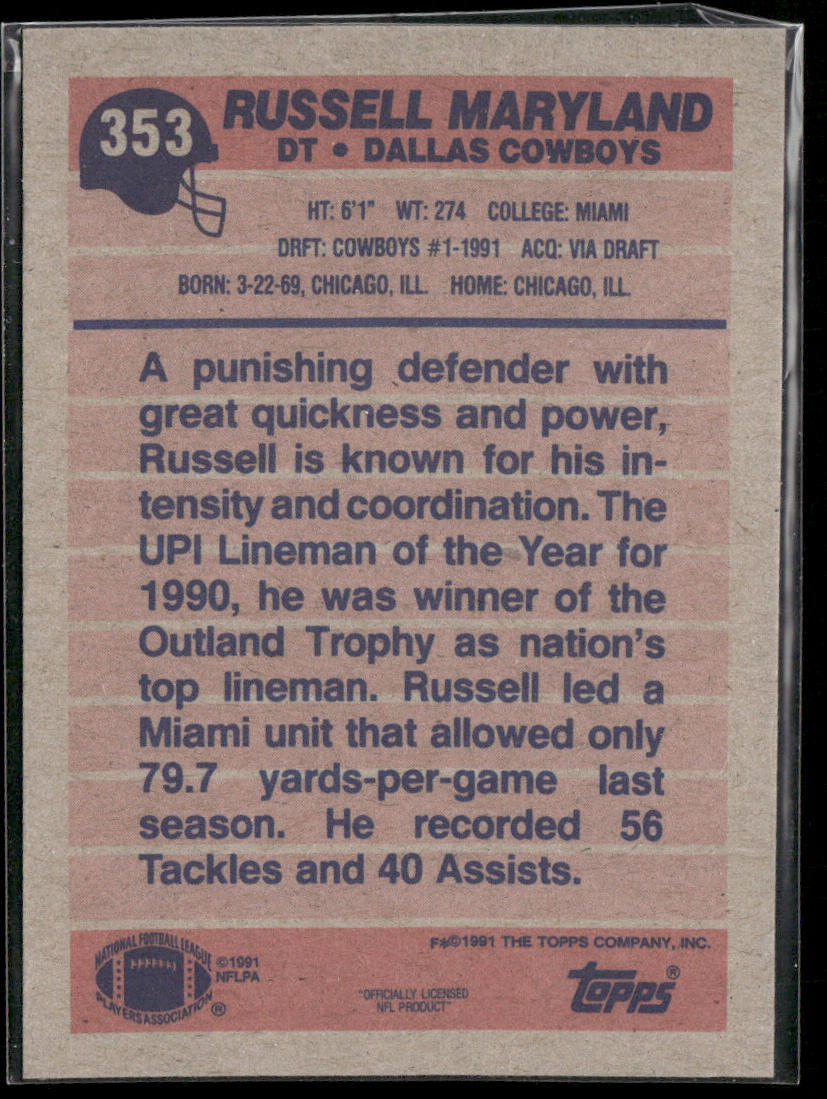 353
RUSSELL MARYLAND
DT • DALLAS COWBOYS
HT: 6'1" WT: 274 COLLEGE: MIAMI
DRFT: COWBOYS #1-1991 ACQ: VIA DRAFT
BORN: 3-22-69, CHICAGO, ILL. HOME: CHICAGO, ILL.
A punishing defender with
great quickness and power,
Russell is known for his in-
tensity and coordination. The
UPI Lineman of the Year for
1990, he was winner of the
Outland Trophy as nation's
top lineman. Russell led a
Miami unit that allowed only
79.7 yards-per-game last
season. He recorded 56
Tackles and 40 Assists.
NATIONAL FOOTBALL LEAGUE
PLAYERS ASSOCIATION ®
©1991
NFLPA
F*©1991 THE TOPPS COMPANY, INC.
"OFFICIALLY LICENSED
NFL PRODUCT"
topps®